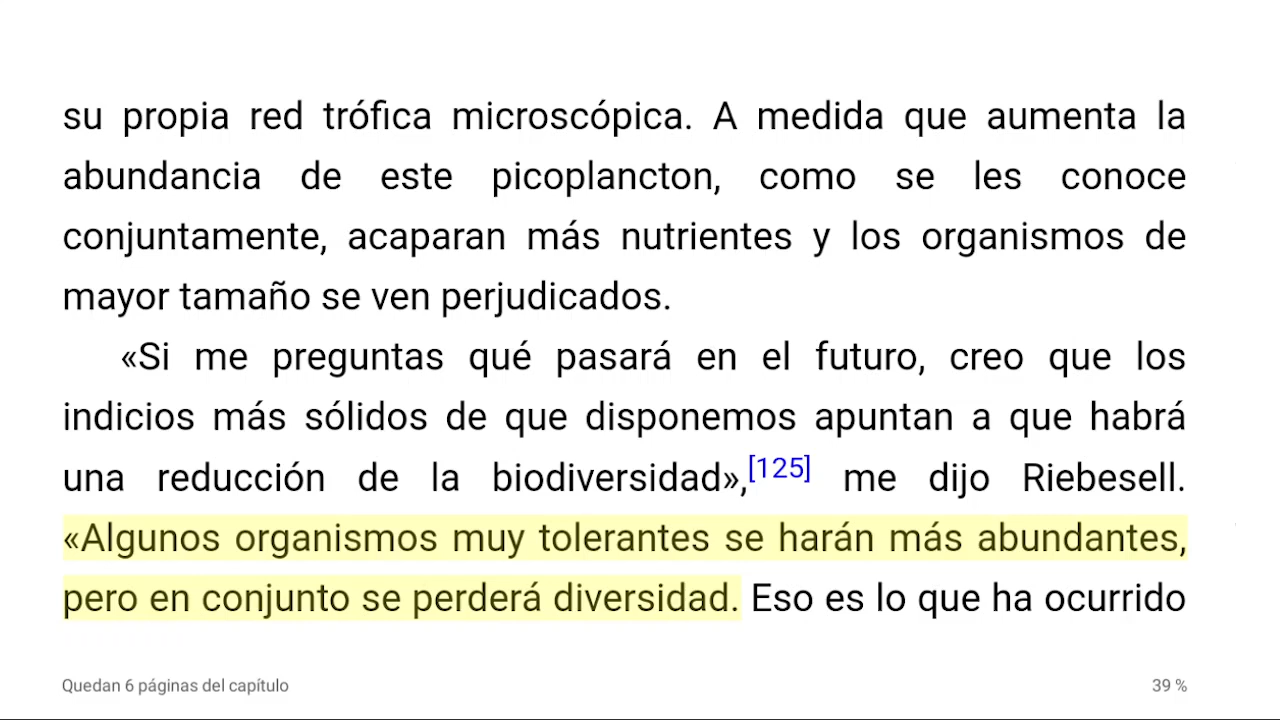 su propia red trófica microscópica. A medida que aumenta la
abundancia de este picoplancton, como se les conoce
conjuntamente, acaparan más nutrientes y los organismos de
mayor tamaño se ven perjudicados.
«Si me preguntas qué pasará en el futuro, creo que los
indicios más sólidos de que disponemos apuntan a que habrá
una reducción de la biodiversidad»,[125] me dijo Riebesell.
«Algunos organismos muy tolerantes se harán más abundantes,
pero en conjunto se perderá diversidad. Eso es lo que ha ocurrido
Quedan 6 páginas del capítulo
39 %